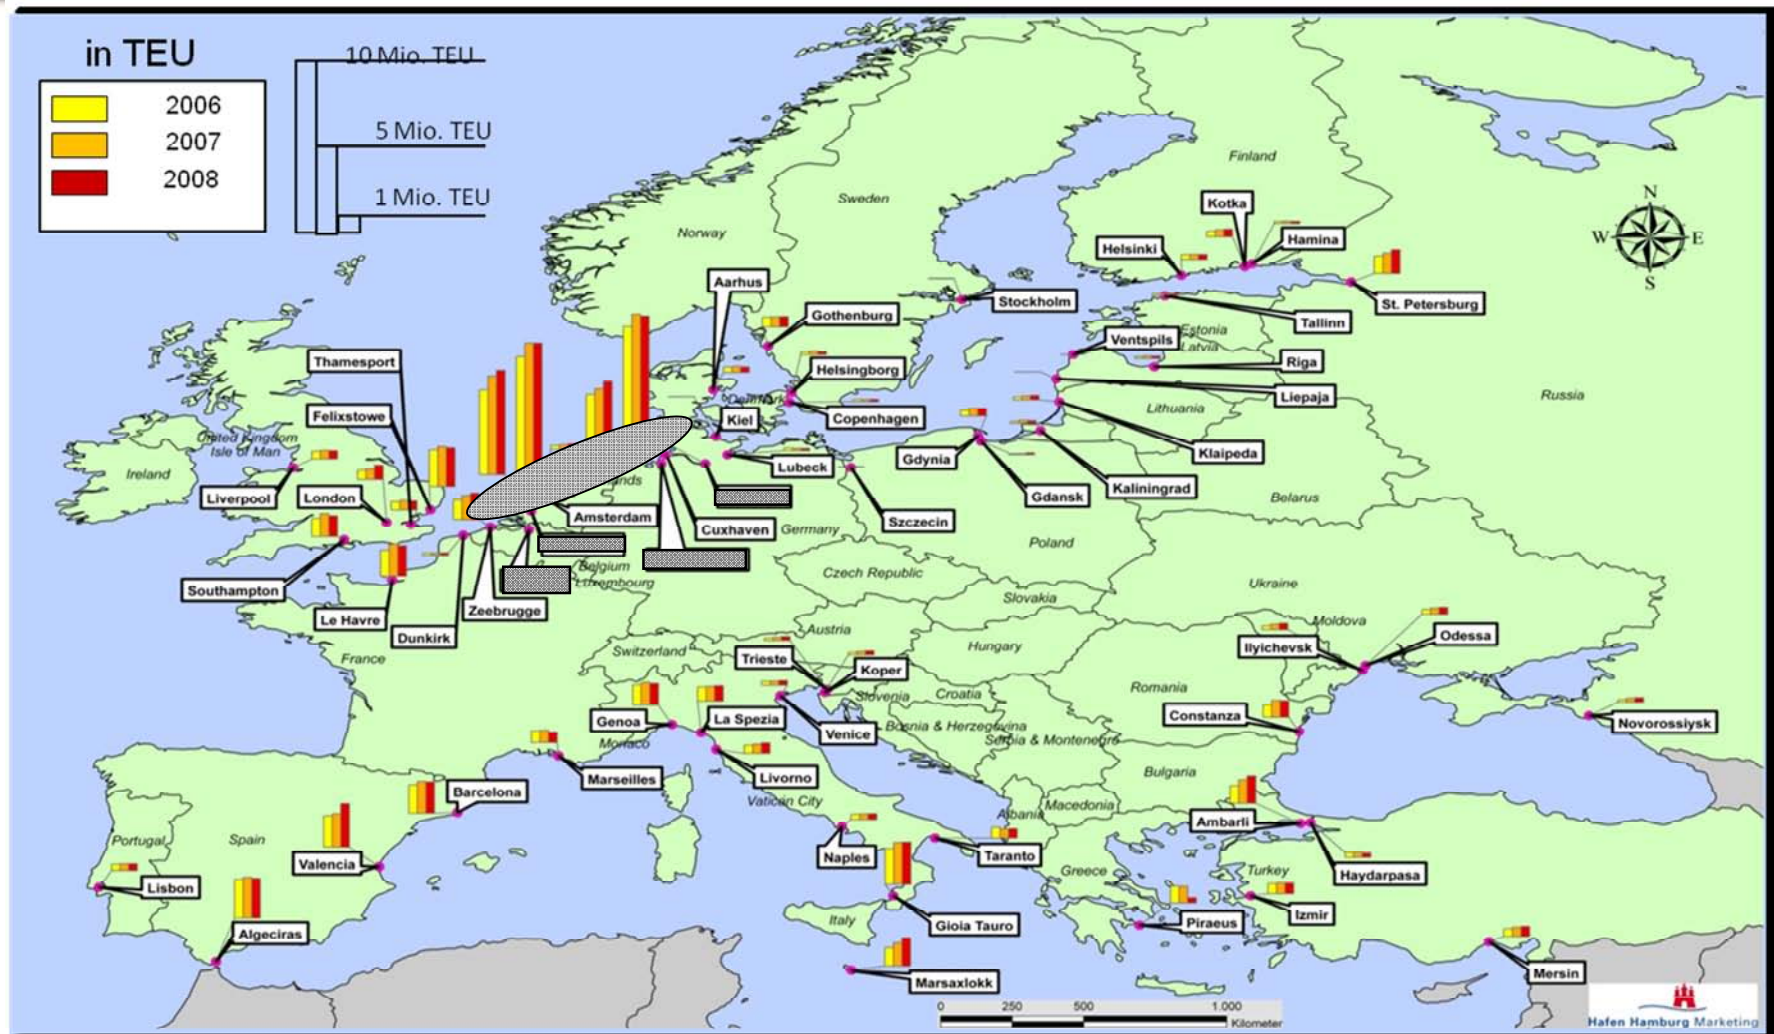 in TEU
2006
2007
2008
10 Mio. TEU
5 Mio. TEU
1 Mio. TEU
Finland
Sweden
Norway
Kotka
Hamina
Helsinki
N
W
E
S
St. Petersburg
Stockholm
Tallinn
Aarhus
Gothenburg
Ventspils
Estonia
Latvia
Riga
Liepaja
Russia
Thamesport
Felixstowe
Helsingborg
Denmark
Copenhagen
Kiel
Lithuania
Klaipeda
United Kingdom
Isle of Man
Ireland
Liverpool
London
Lubeck
Gdynia
Gdansk
Kaliningrad
Belarus
Amsterdam
Cuxhaven
Germany
Szczecin
Poland
Southampton
Le Havre
Dunkirk
Zeebrugge
Belgium
Luxembourg
Czech Republic
Slovakia
Ukraine
France
Switzerland
Austria
Hungary
Moldova
Ilyichevsk
Odessa
Trieste
Koper
Slovenia
Croatia
Romania
Constanza
Novorossiysk
Genoa
La Spezia
Venice
Monaco
Bosnia & Herzegovina
Serbia & Montenegro
Marseilles
Livorno
Bulgaria
Barcelona
Vatican City
Macedonia
Albania
Ambarli
Portugal
Spain
Valencia
Naples
Taranto
Greece
Turkey
Haydarpasa
Lisbon
Algeciras
Italy
Gioia Tauro
Piraeus
Izmir
Marsaxlokk
Mersin
0 250 500 1.000
Kilometer
Hafen Hamburg Marketing